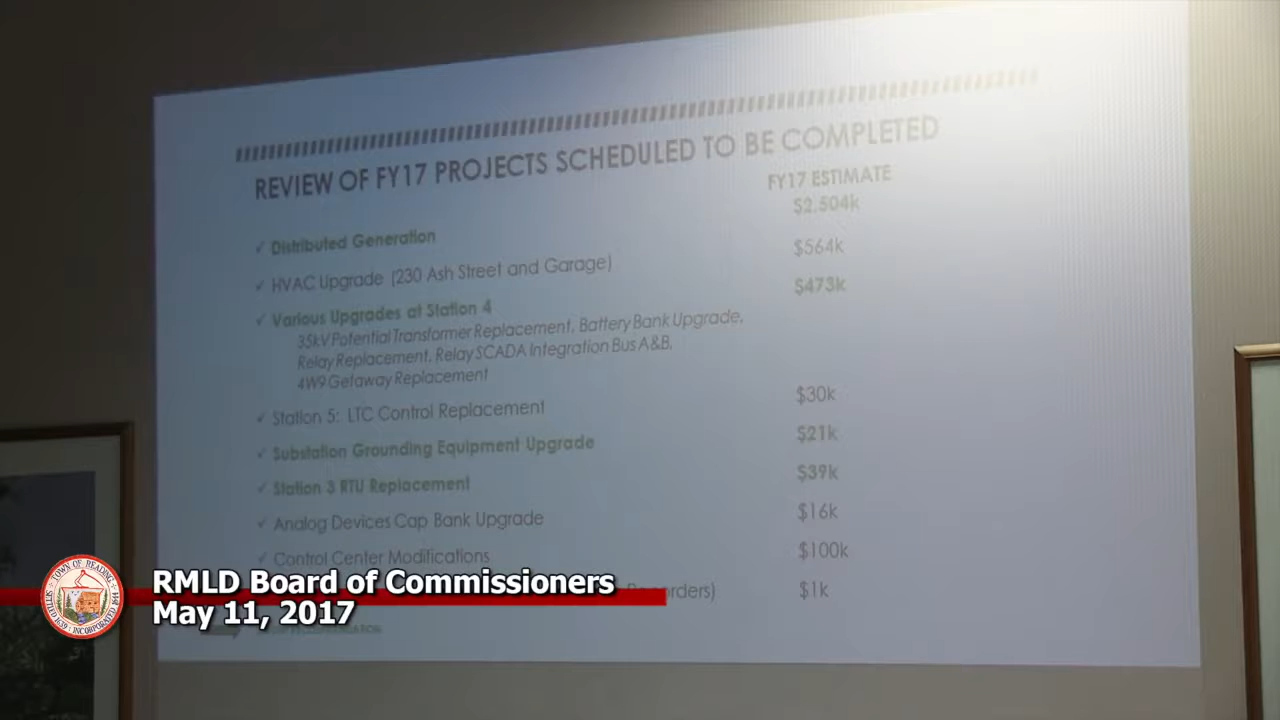 REVIEW OF FY17 PROJECTS SCHEDULED TO BE COMPLETED
FY17 ESTIMATE
✓ Distributed Generation $2,504k
✓ HVAC Upgrade (230 Ash Street and Garage) $564k
✓ Various Upgrades at Station 4 $473k
35kV Potential Transformer Replacement, Battery Bank Upgrade,
Relay Replacement, Relay SCADA Integration Bus A&B,
4W9 Getaway Replacement
✓ Station 5: LTC Control Replacement $30k
✓ Substation Grounding Equipment Upgrade $21k
✓ Station 3 RTU Replacement $39k
✓ Analog Devices Cap Bank Upgrade $16k
✓ Control Center Modifications $100k
$1k
TOWN OF READING
INCORPORATED
RMLD Board of Commissioners
May 11, 2017